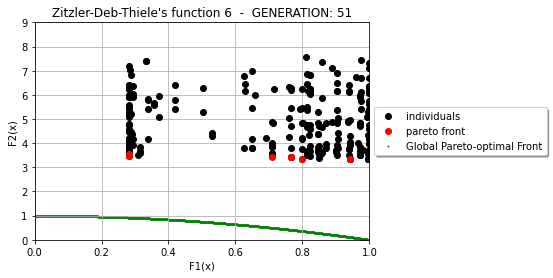 Zitzler-Deb-Thiele's function 6 - GENERATION: 51
9
8
7
6
5
4
3
2
1
0
F2(x)
0.0 0.2 0.4 0.6 0.8 1.0
F1(x)
individuals
pareto front
Global Pareto-optimal Front